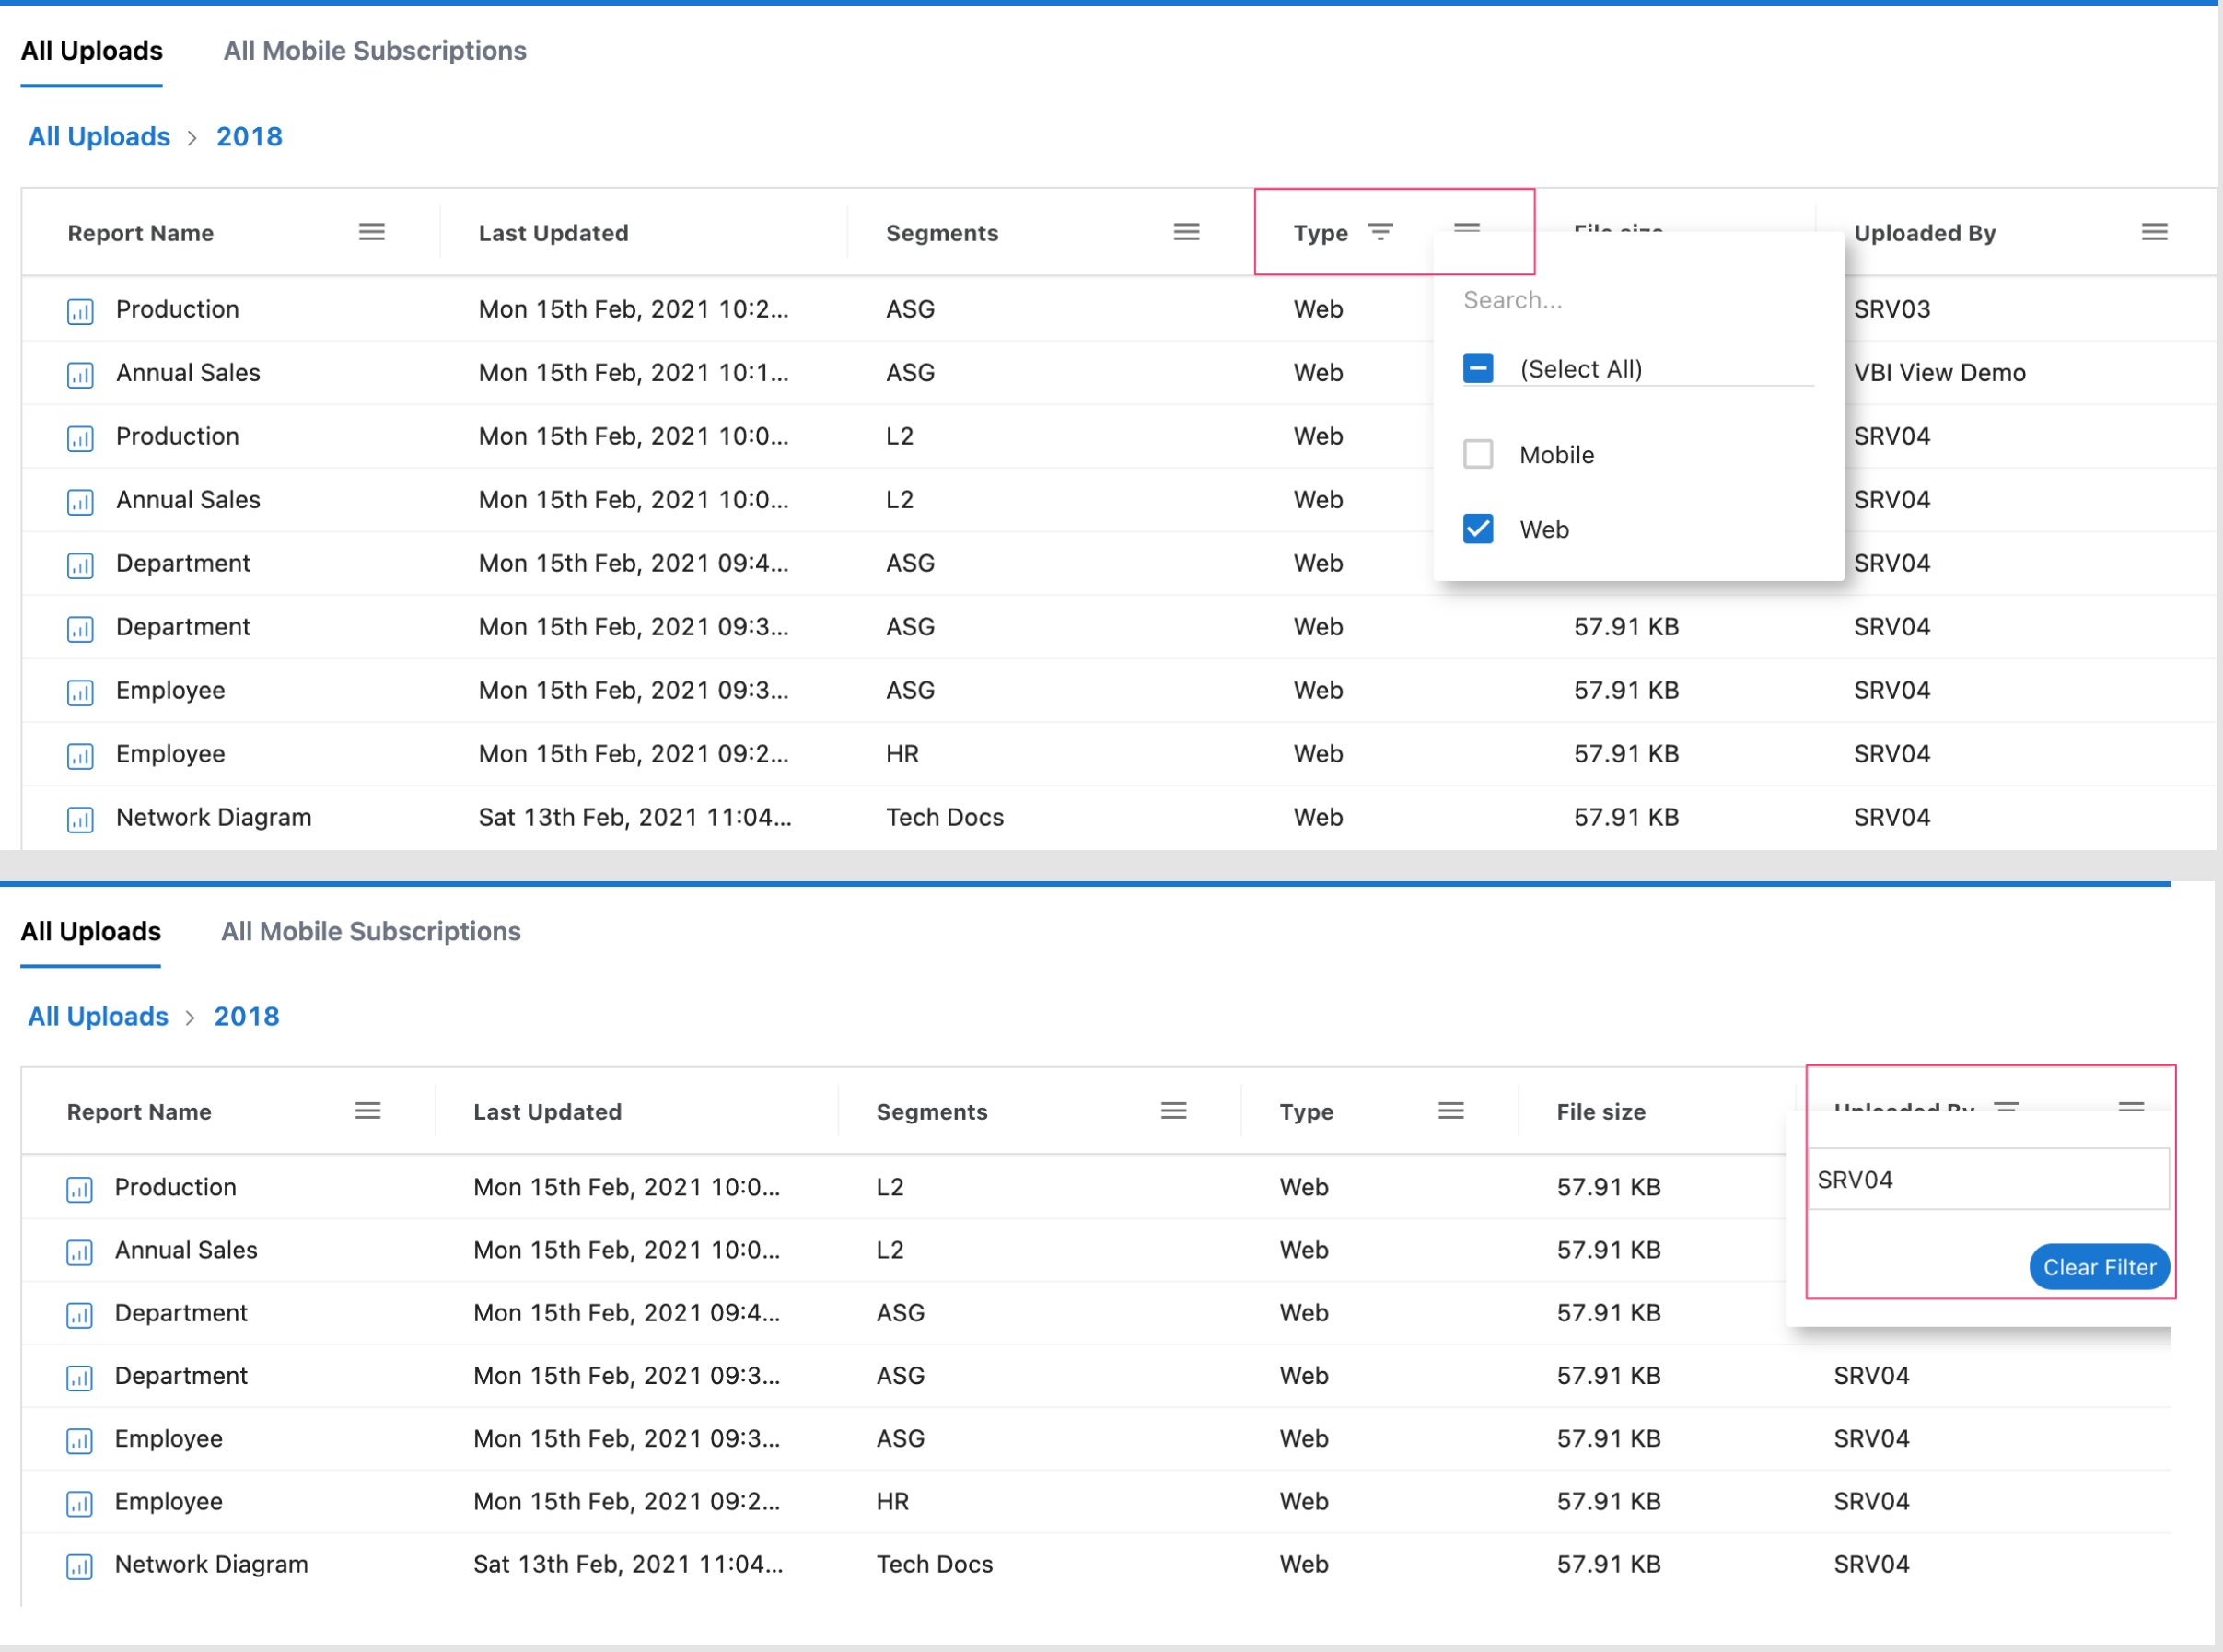 All Uploads All Mobile Subscriptions
All Uploads > 2018
Report Name Last Updated Segments Type File size Uploaded By
Production Mon 15th Feb, 2021 10:2... ASG Web SRV03
Search...
Annual Sales Mon 15th Feb, 2021 10:1... ASG Web (Select All) VBI View Demo
Production Mon 15th Feb, 2021 10:0... L2 Web Mobile SRV04
Annual Sales Mon 15th Feb, 2021 10:0... L2 Web SRV04
Web
Department Mon 15th Feb, 2021 09:4... ASG Web SRV04
Department Mon 15th Feb, 2021 09:3... ASG Web 57.91 KB SRV04
Employee Mon 15th Feb, 2021 09:3... ASG Web 57.91 KB SRV04
Employee Mon 15th Feb, 2021 09:2... HR Web 57.91 KB SRV04
Network Diagram Sat 13th Feb, 2021 11:04... Tech Docs Web 57.91 KB SRV04
All Uploads All Mobile Subscriptions
All Uploads > 2018
Report Name Last Updated Segments Type File size Uploaded By
Production Mon 15th Feb, 2021 10:0... L2 Web 57.91 KB SRV04
Annual Sales Mon 15th Feb, 2021 10:0... L2 Web 57.91 KB Clear Filter
Department Mon 15th Feb, 2021 09:4... ASG Web 57.91 KB
Department Mon 15th Feb, 2021 09:3... ASG Web 57.91 KB SRV04
Employee Mon 15th Feb, 2021 09:3... ASG Web 57.91 KB SRV04
Employee Mon 15th Feb, 2021 09:2... HR Web 57.91 KB SRV04
Network Diagram Sat 13th Feb, 2021 11:04... Tech Docs Web 57.91 KB SRV04